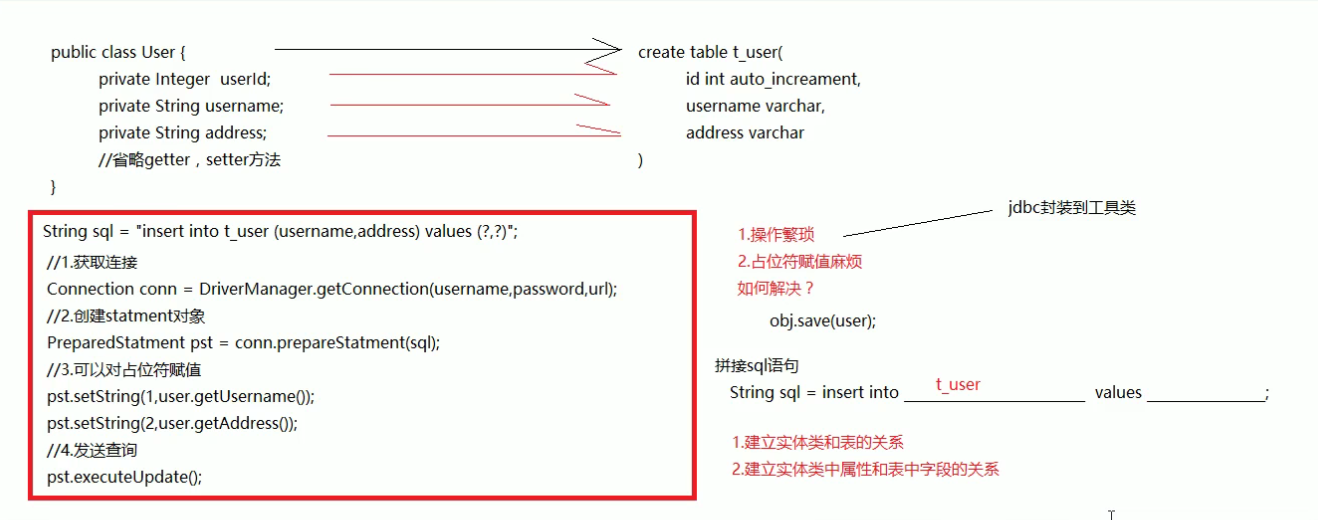 public class User {
private Integer  userId;
private String username;
private String address;
//省略getter，setter方法
}
create table t_user(
id int auto_increament,
username varchar,
address varchar
)
String sql = "insert into t_user (username,address) values (?,?)";
//1.获取连接
Connection conn = DriverManager.getConnection(username,password,url);
//2.创建statment对象
PreparedStatment pst = conn.prepareStatment(sql);
//3.可以对占位符赋值
pst.setString(1,user.getUsername());
pst.setString(2,user.getAddress());
//4.发送查询
pst.executeUpdate();
jdbc封装到工具类
1.操作繁琐
2.占位符赋值麻烦
如何解决？
obj.save(user);
拼接sql语句
String sql = insert into t_user values ;
1.建立实体类和表的关系
2.建立实体类中属性和表中字段的关系